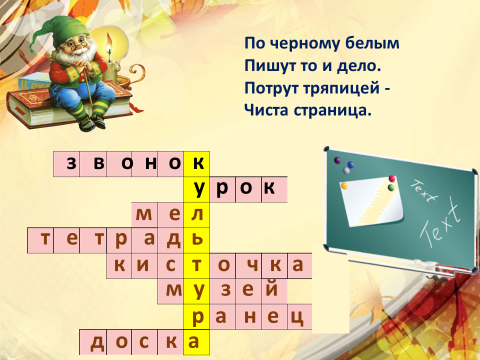 По черному белым
Пишут то и дело.
Потрут тряпицей -
Чиста страница.
з в о н о к
у р о к
м е л
т е т р а д ь
к и с т о ч к а
м у з е й
р а н е ц
д о с к а
Text
Text